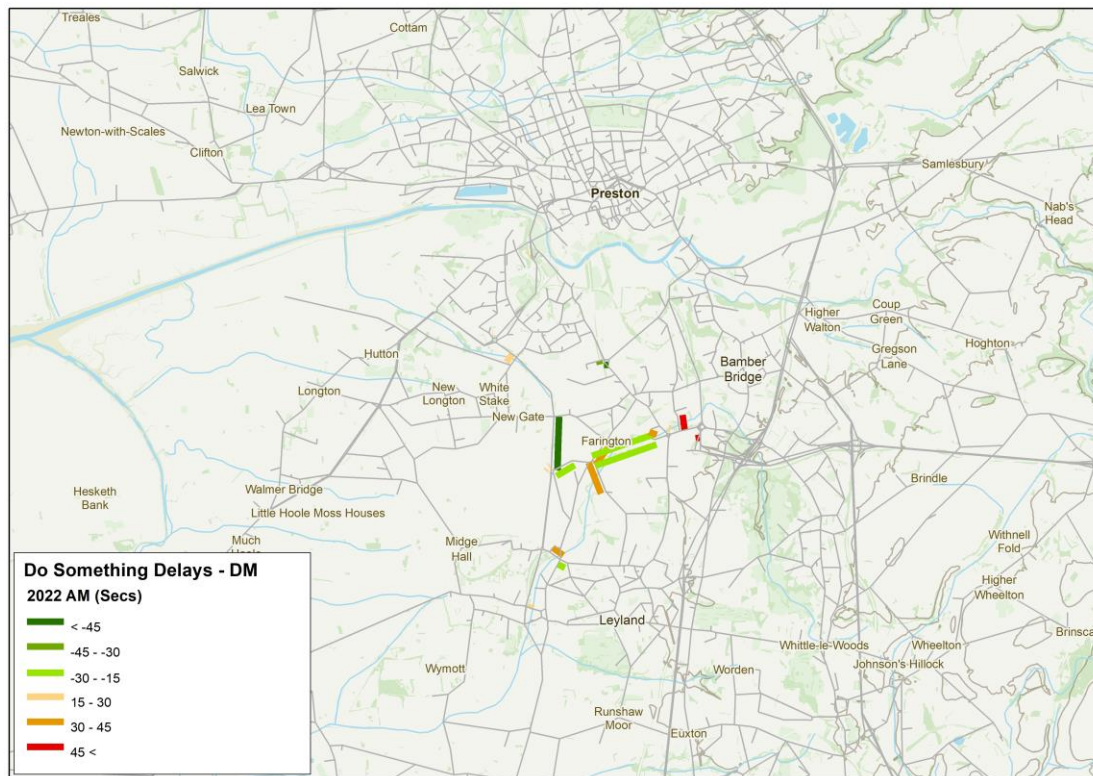 Treales
Cottam
Salwick
Lea Town
Newton-with-Scales
Clifton
Samlesbury
Preston
Nab's
Head
Coup
Green
Higher
Walton
Hoghton
Gregson
Lane
Hutton
Bamber
Bridge
Longton
New
Longton
White
Stake
New Gate
Farington
Brindle
Hesketh
Bank
Walmer Bridge
Little Hoole Moss Houses
Much
Withnell
Fold
Midge
Hall
Higher
Wheelton
Leyland
Brinsca
Whittle-le-Woods
Wheelton
Johnson's Hillock
Wymott
Worden
Runshaw
Moor
Euxton
Do Something Delays - DM
2022 AM (Secs)
< -45
-45 - -30
-30 - -15
15 - 30
30 - 45
45 <